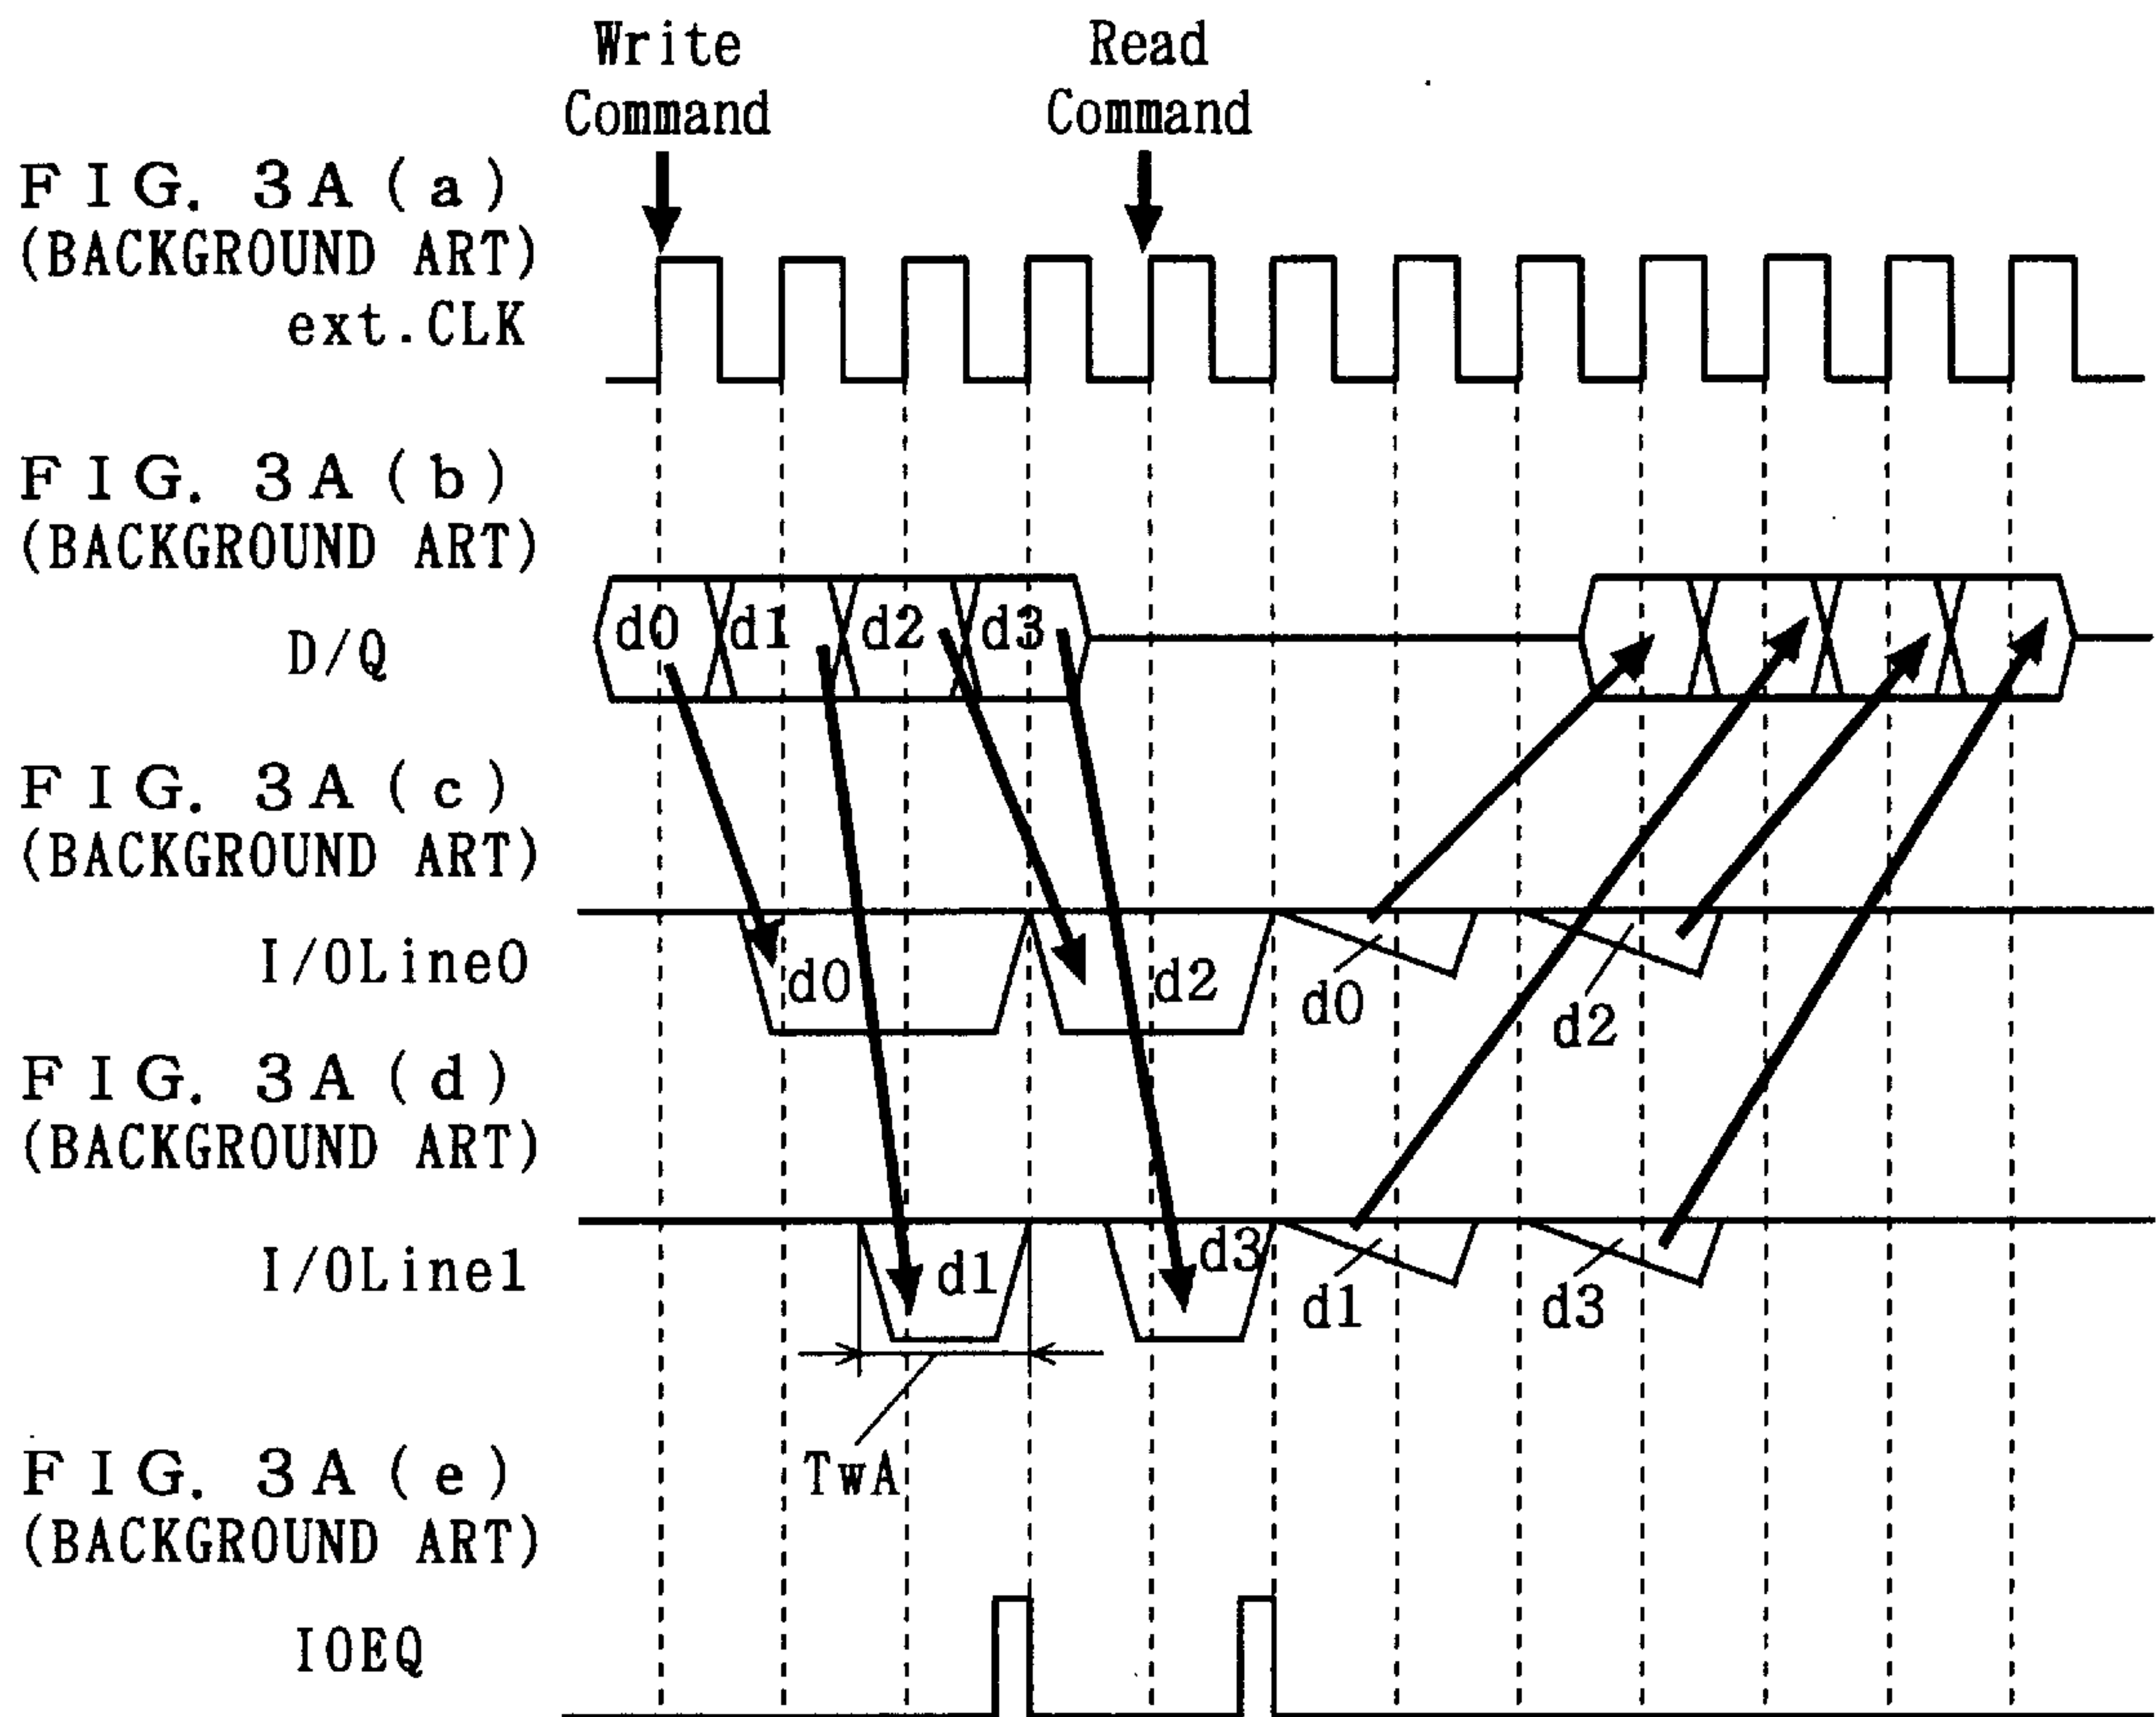 Write
Command
Read
Command
FIG. 3A(a)
(BACKGROUND ART)
ext.CLK
FIG. 3A(b)
(BACKGROUND ART)
D/Q
d0 d1 d2 d3
FIG. 3A(c)
(BACKGROUND ART)
I/OLine0
d0 d2 d0 d2
FIG. 3A(d)
(BACKGROUND ART)
I/OLine1
d1 d3 d1 d3
TwA
FIG. 3A(e)
(BACKGROUND ART)
IOEQ